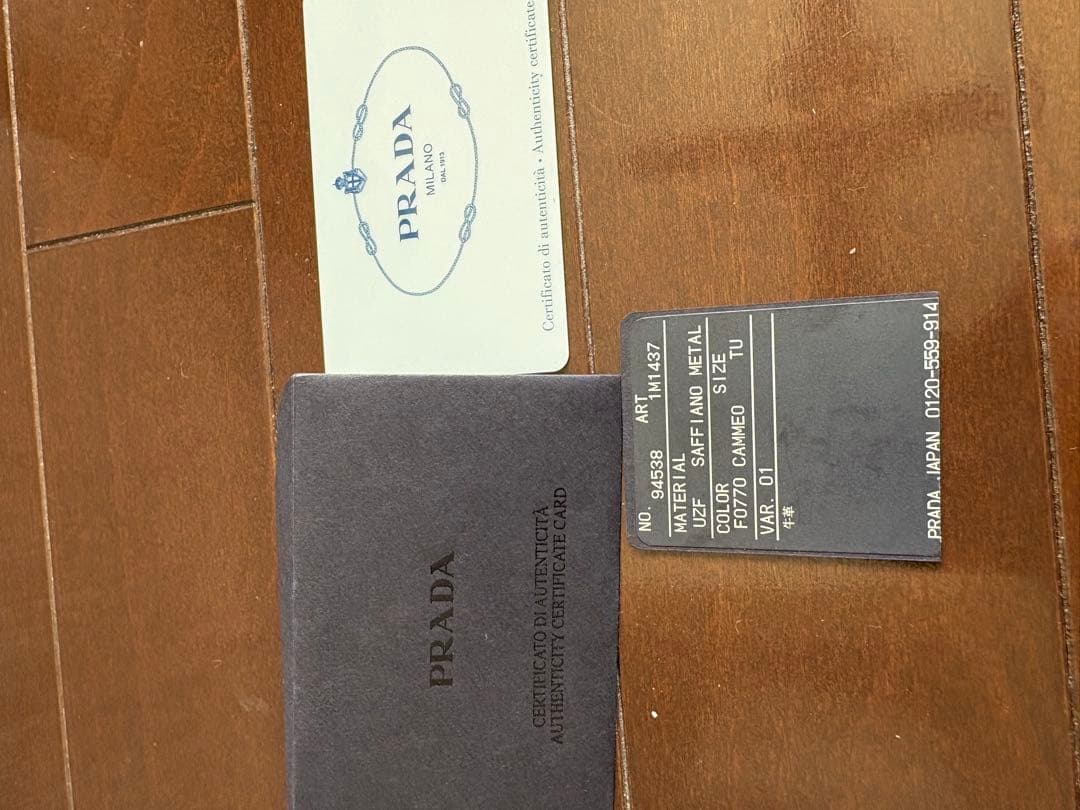 PRADA
MILANO
DAL 1913
Certificato di autenticità • Authenticity certificate
PRADA
CERTIFICATO DI AUTENTICITÀ
AUTHENTICITY CERTIFICATE CARD
NO. 94538 ART 1M1437
MATERIAL
UZF SAFFIANO METAL
COLOR SIZE
F0770 CAMMEO TU
VAR. 01
牛革
PRADA JAPAN 0120-559-914